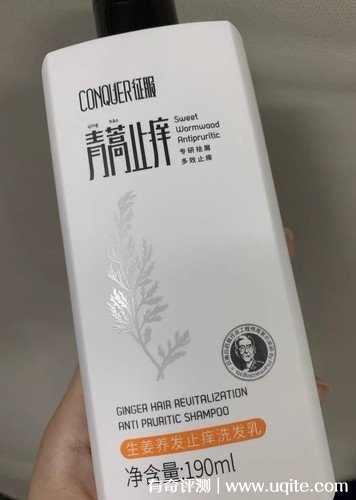 CONQUER征服
qīng hāo
青蒿止痒
Sweet
Wormwood
Antipruritic
专研祛屑
多效止痒
GINGER HAIR REVITALIZATION
ANTI PRURITIC SHAMPOO
生姜养发止痒洗发乳
净含量:190ml
有奇评测 | www.uqite.com